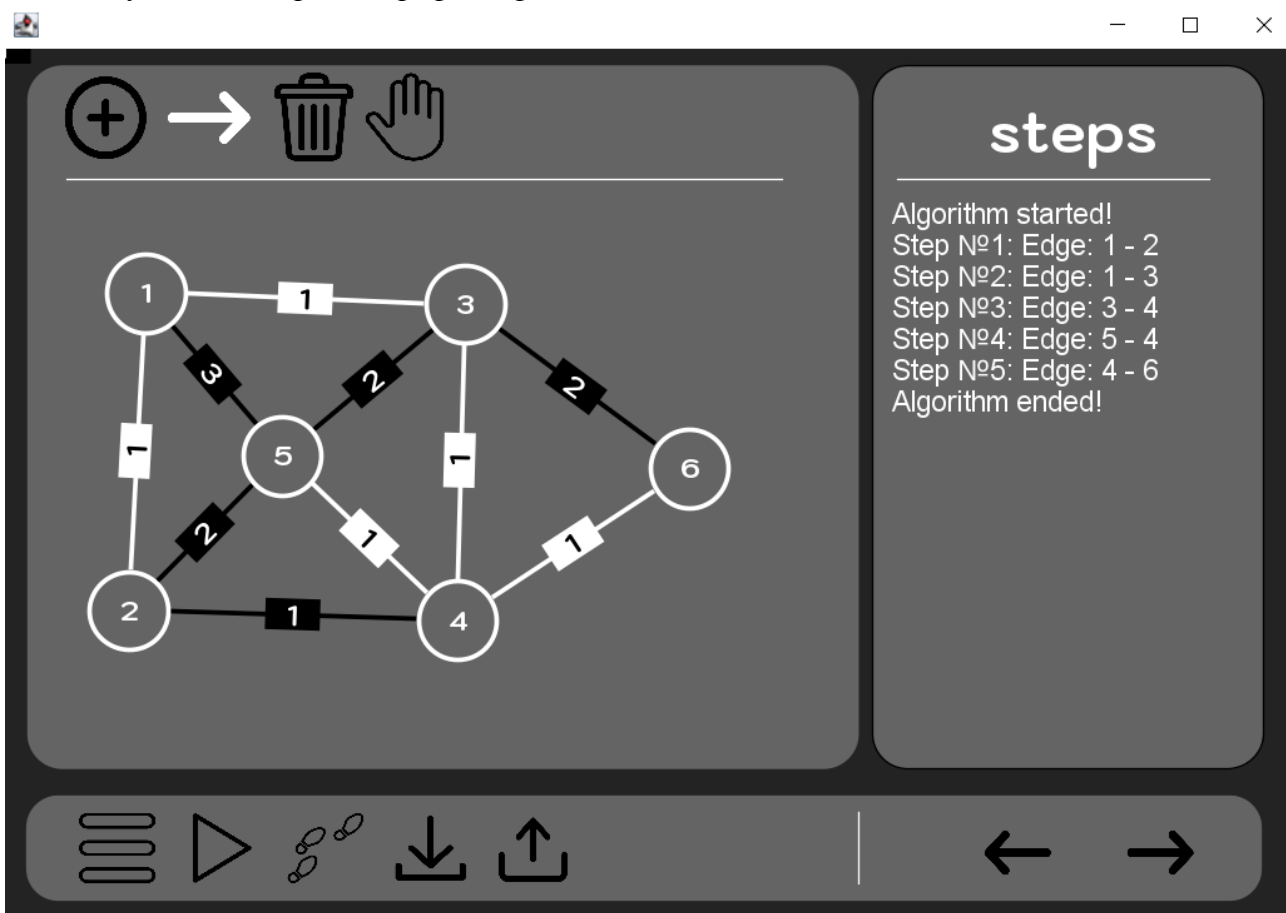 steps
Algorithm started!
Step №1: Edge: 1 - 2
Step №2: Edge: 1 - 3
Step №3: Edge: 3 - 4
Step №4: Edge: 5 - 4
Step №5: Edge: 4 - 6
Algorithm ended!
1
1
3
3
2
2
1
5
1
6
2
1
1
2
1
4